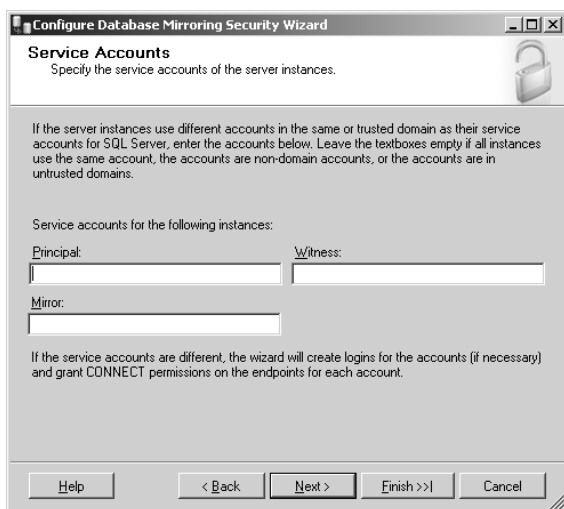 Configure Database Mirroring Security Wizard
Service Accounts
Specify the service accounts of the server instances.
If the server instances use different accounts in the same or trusted domain as their service
accounts for SQL Server, enter the accounts below. Leave the textboxes empty if all instances
use the same account, the accounts are non-domain accounts, or the accounts are in
untrusted domains.
Service accounts for the following instances:
Principal: Witness:
Mirror:
If the service accounts are different, the wizard will create logins for the accounts (if necessary)
and grant CONNECT permissions on the endpoints for each account.
Help < Back Next > Finish >>| Cancel